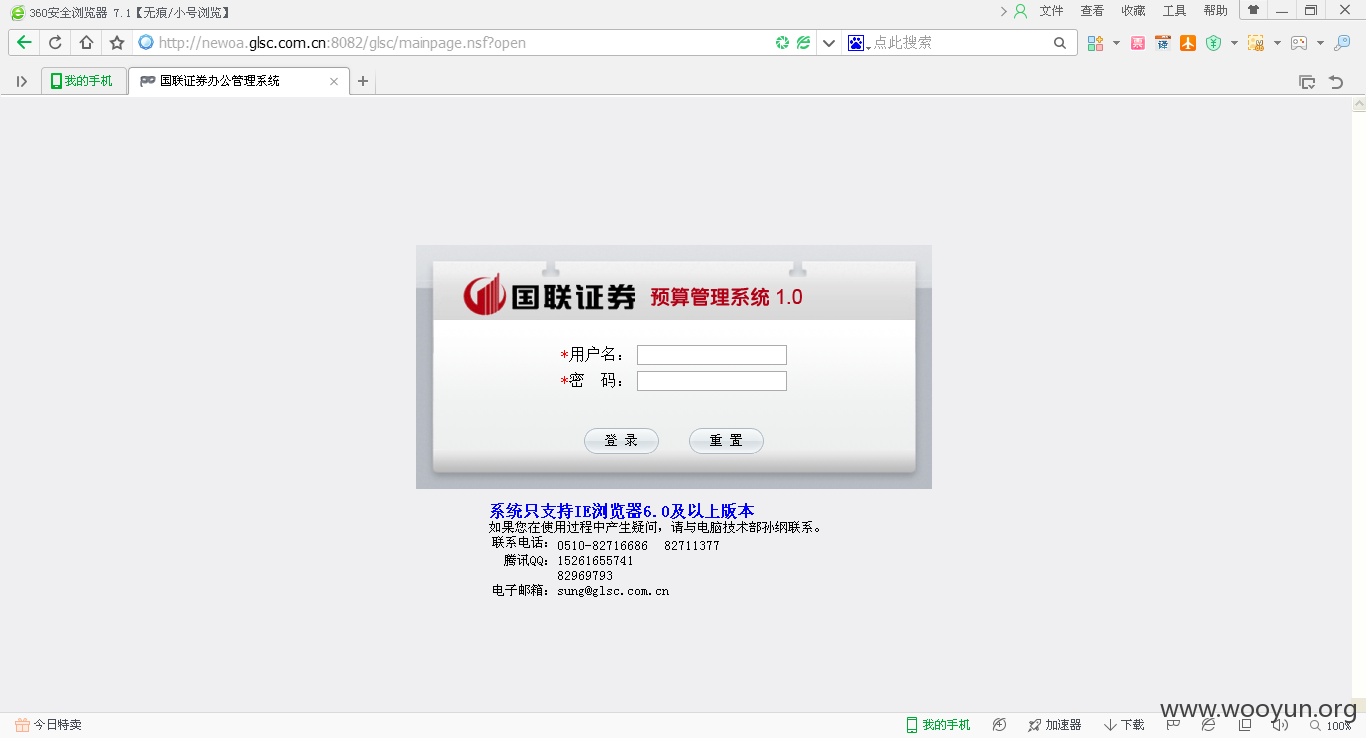 360安全浏览器 7.1【无痕/小号浏览】
文件 查看 收藏 工具 帮助
http://newoa.glsc.com.cn:8082/glsc/mainpage.nsf?open
点此搜索
我的手机
国联证券办公管理系统
国联证券 预算管理系统 1.0
*用户名：
*密 码：
登 录 重 置
系统只支持IE浏览器6.0及以上版本
如果您在使用过程中产生疑问，请与电脑技术部孙纲联系。
联系电话：0510-82716686 82711377
腾讯QQ：15261655741
82969793
电子邮箱：sung@glsc.com.cn
www.wooyun.org
今日特卖
我的手机
加速器
下载
100%